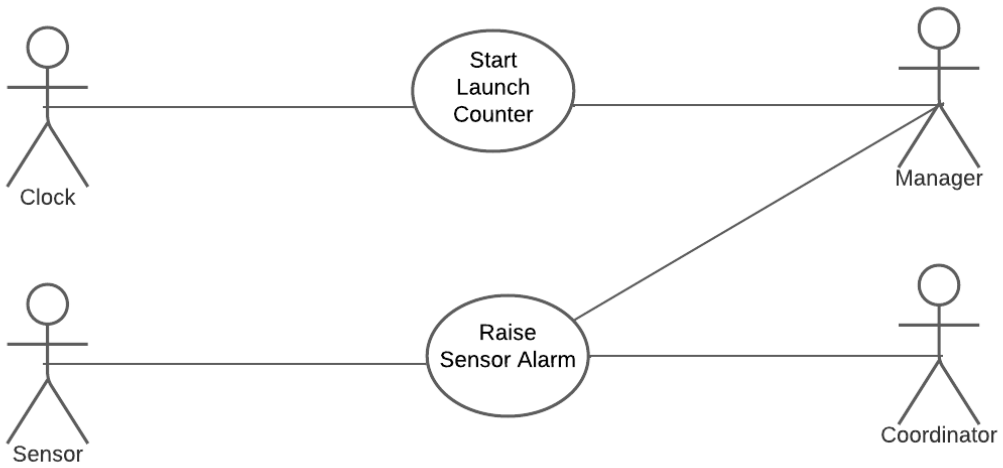 Start
Launch
Counter
Clock
Manager
Raise
Sensor Alarm
Sensor
Coordinator